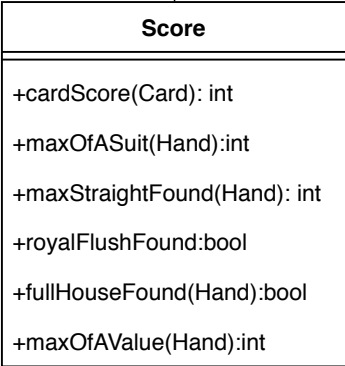 Score
+cardScore(Card): int
+maxOfASuit(Hand):int
+maxStraightFound(Hand): int
+royalFlushFound:bool
+fullHouseFound(Hand):bool
+maxOfAValue(Hand):int